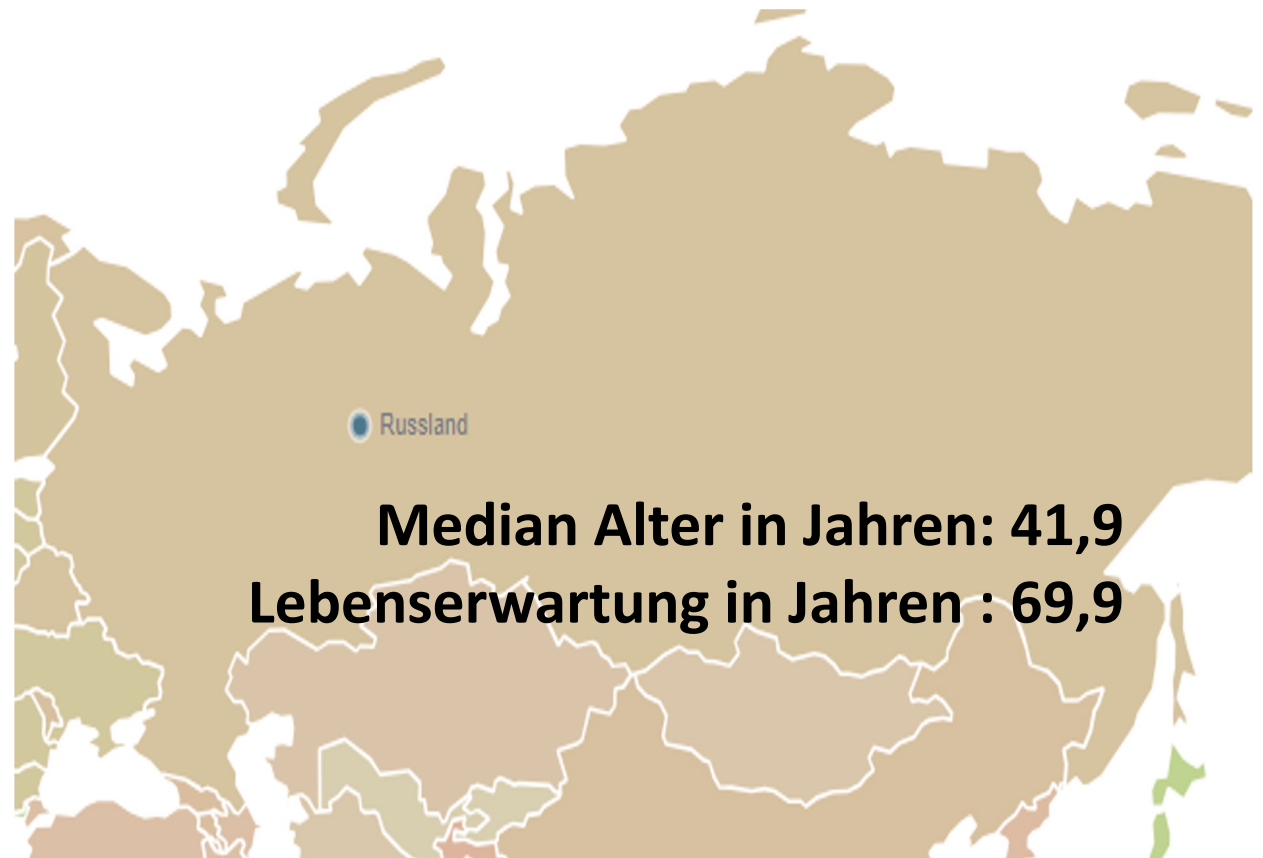 Russland
Median Alter in Jahren: 41,9
Lebenserwartung in Jahren : 69,9